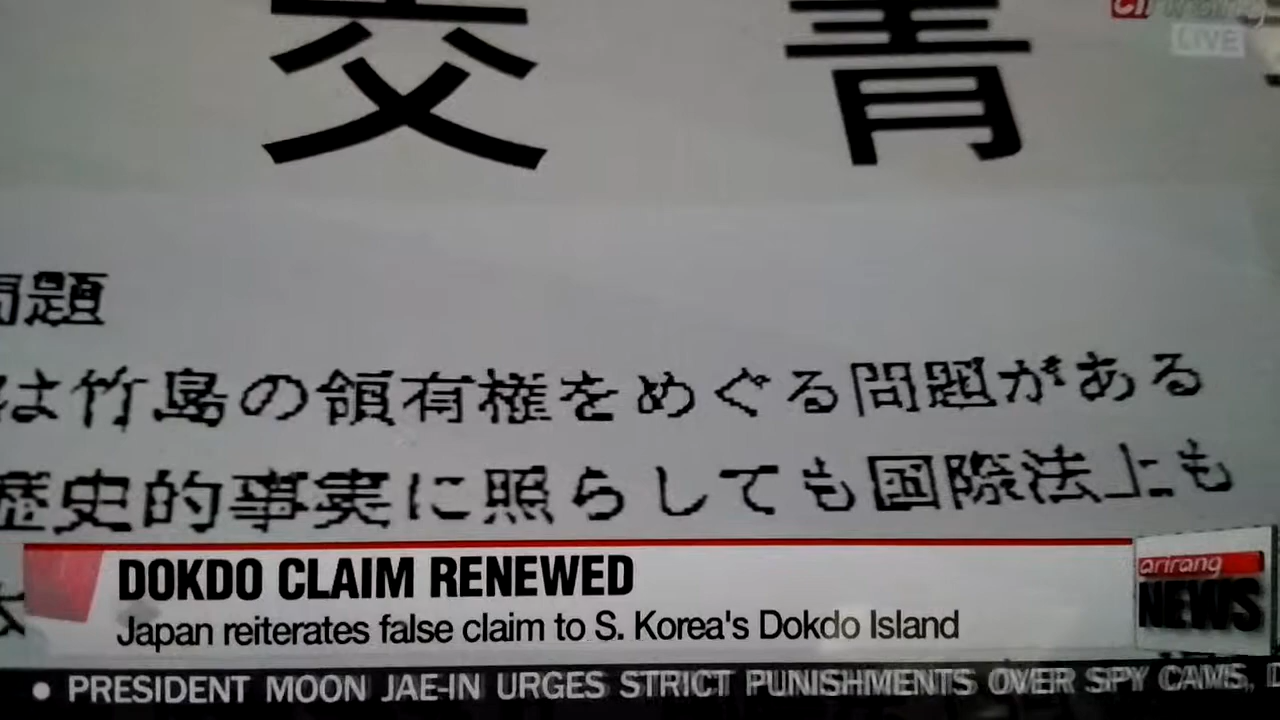 arirang
LIVE
交 青
問題
は竹島の領有権をめぐる問題がある
歴史的事実に照らしても国際法上も
DOKDO CLAIM RENEWED
Japan reiterates false claim to S. Korea's Dokdo Island
arirang
NEWS
• PRESIDENT MOON JAE-IN URGES STRICT PUNISHMENTS OVER SPY CAMS, D